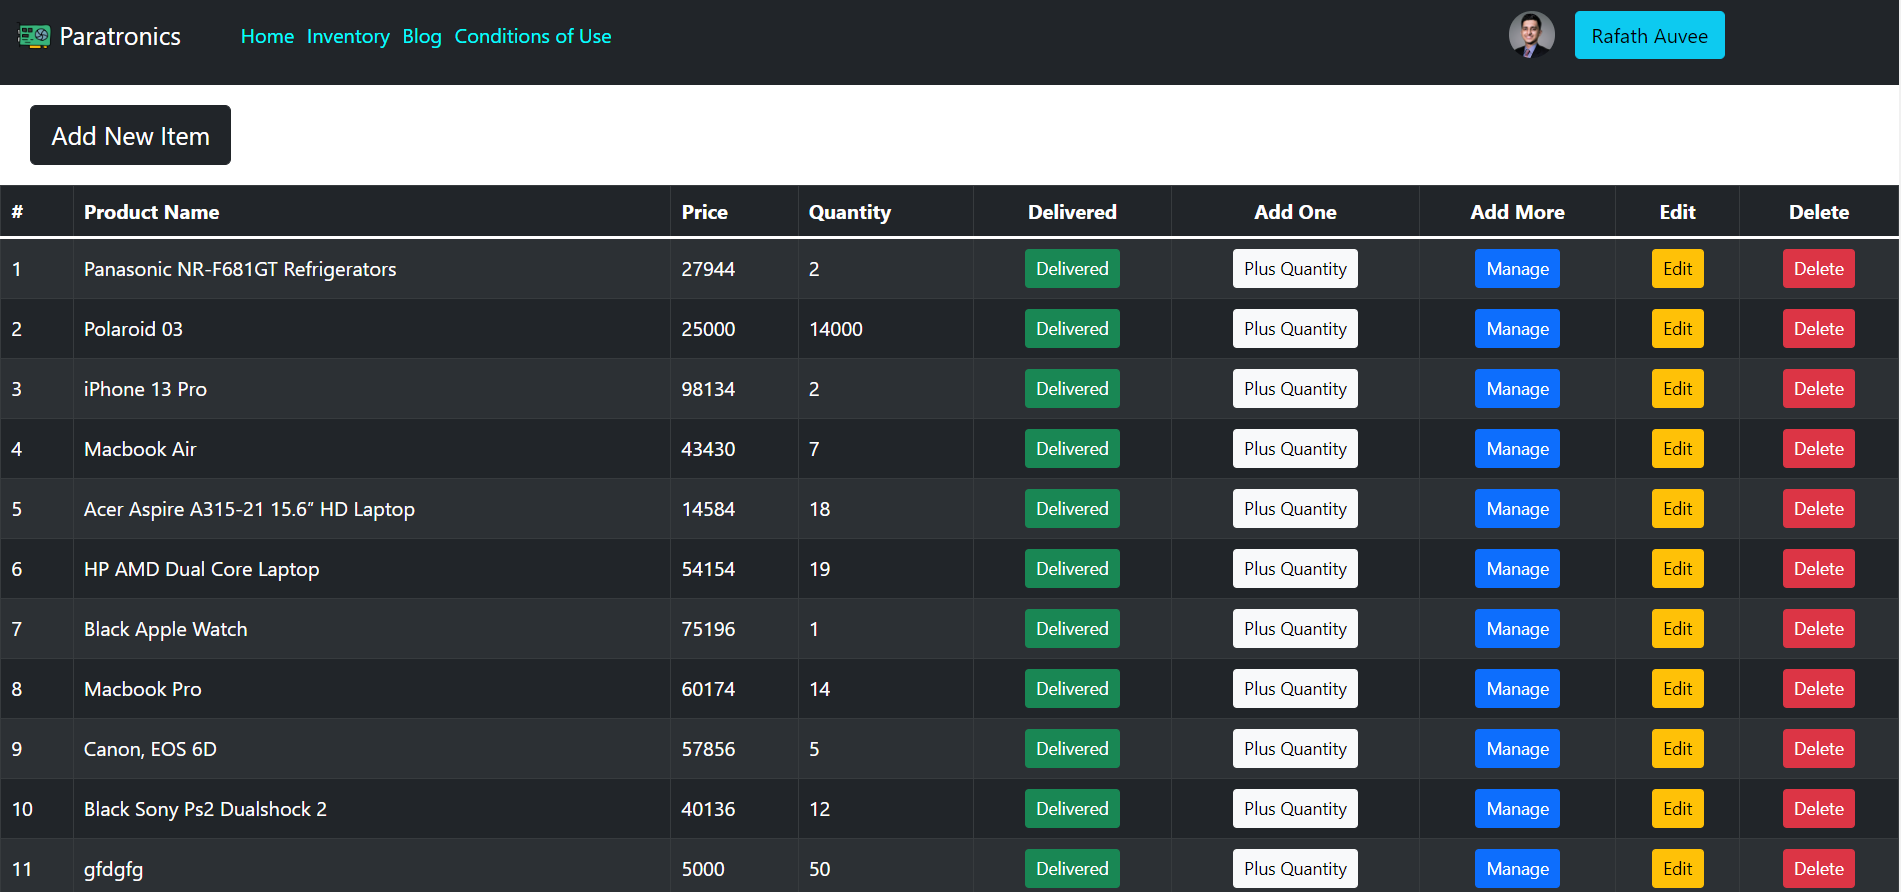 Paratronics Home Inventory Blog Conditions of Use Rafath Auvee
Add New Item
# Product Name Price Quantity Delivered Add One Add More Edit Delete
1 Panasonic NR-F681GT Refrigerators 27944 2 Delivered Plus Quantity Manage Edit Delete
2 Polaroid 03 25000 14000 Delivered Plus Quantity Manage Edit Delete
3 iPhone 13 Pro 98134 2 Delivered Plus Quantity Manage Edit Delete
4 Macbook Air 43430 7 Delivered Plus Quantity Manage Edit Delete
5 Acer Aspire A315-21 15.6″ HD Laptop 14584 18 Delivered Plus Quantity Manage Edit Delete
6 HP AMD Dual Core Laptop 54154 19 Delivered Plus Quantity Manage Edit Delete
7 Black Apple Watch 75196 1 Delivered Plus Quantity Manage Edit Delete
8 Macbook Pro 60174 14 Delivered Plus Quantity Manage Edit Delete
9 Canon, EOS 6D 57856 5 Delivered Plus Quantity Manage Edit Delete
10 Black Sony Ps2 Dualshock 2 40136 12 Delivered Plus Quantity Manage Edit Delete
11 gfdgfg 5000 50 Delivered Plus Quantity Manage Edit Delete